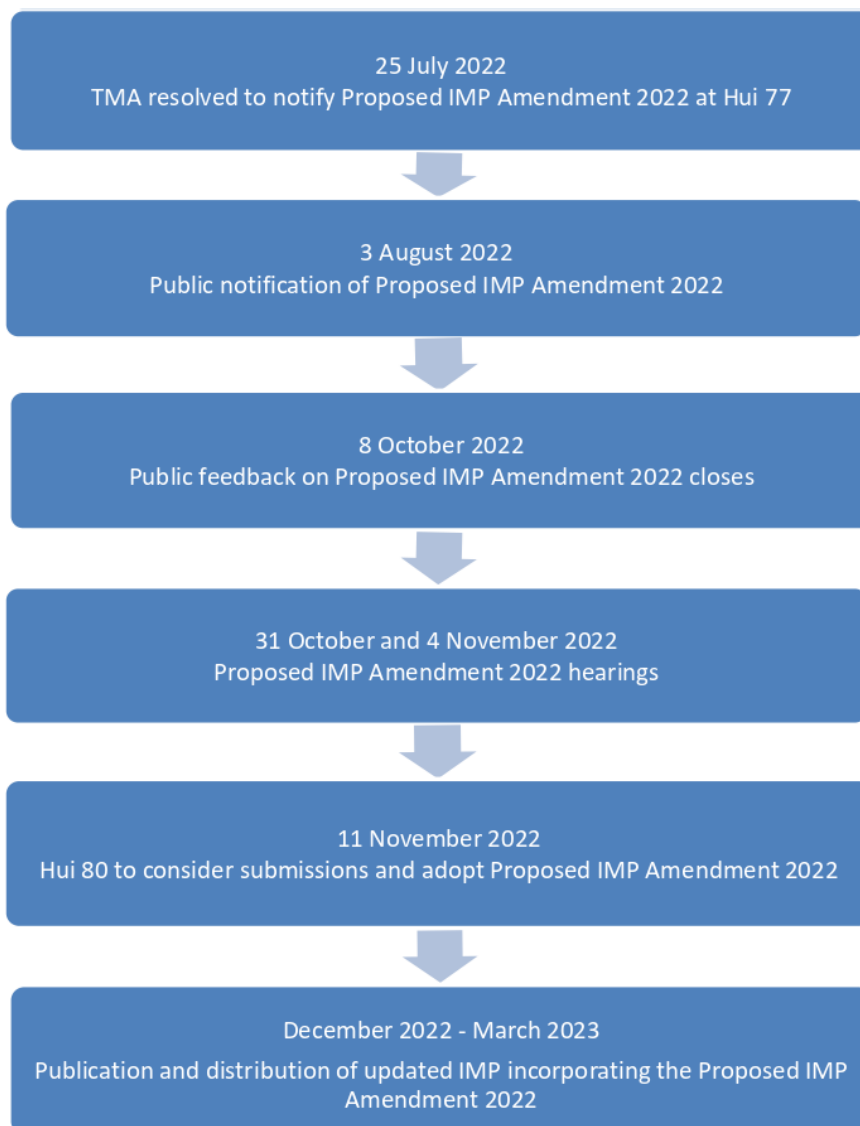 25 July 2022
TMA resolved to notify Proposed IMP Amendment 2022 at Hui 77
3 August 2022
Public notification of Proposed IMP Amendment 2022
8 October 2022
Public feedback on Proposed IMP Amendment 2022 closes
31 October and 4 November 2022
Proposed IMP Amendment 2022 hearings
11 November 2022
Hui 80 to consider submissions and adopt Proposed IMP Amendment 2022
December 2022 - March 2023
Publication and distribution of updated IMP incorporating the Proposed IMP
Amendment 2022